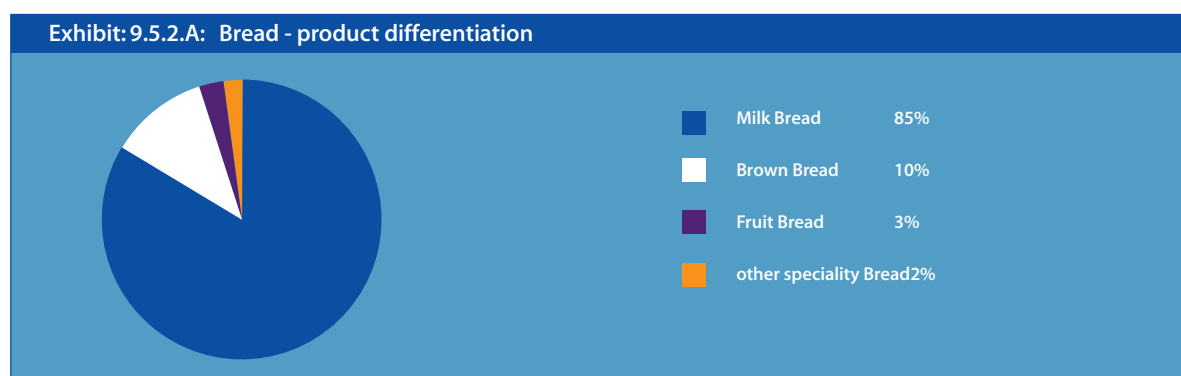 Exhibit: 9.5.2.A: Bread - product differentiation
Milk Bread 85%
Brown Bread 10%
Fruit Bread 3%
other speciality Bread2%